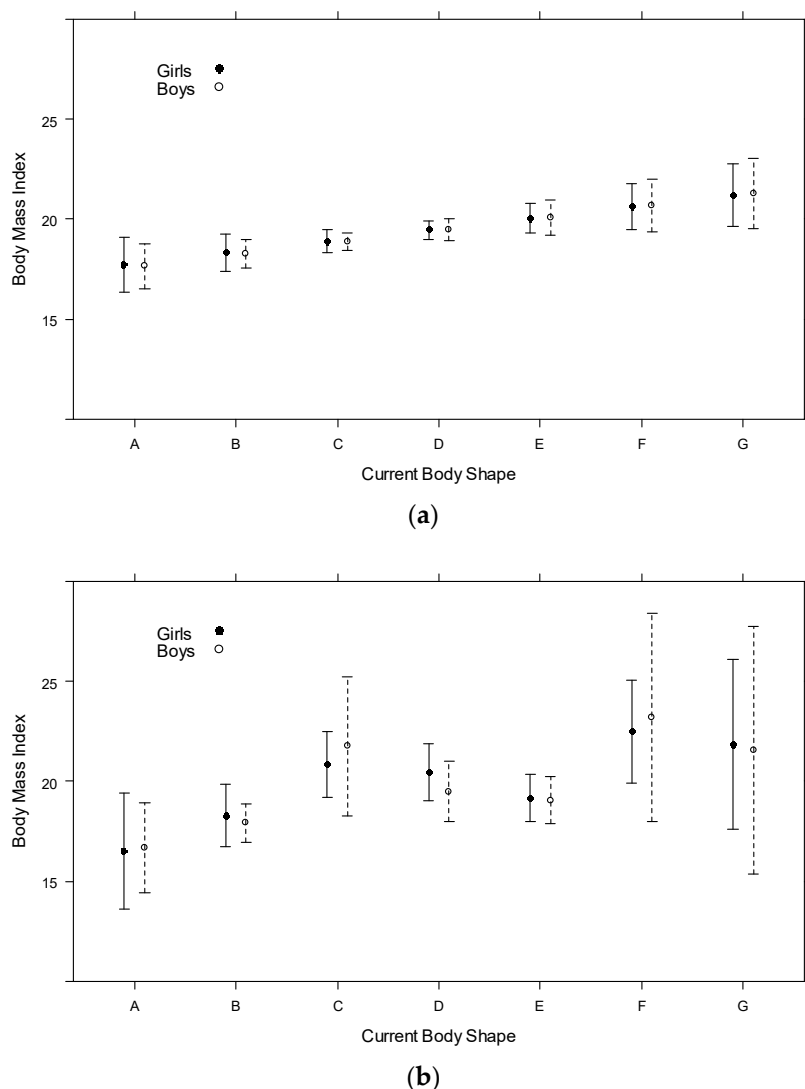 Girls
Boys
25
20
15
Body Mass Index
A B C D E F G
Current Body Shape
(a)
Girls
Boys
25
20
15
Body Mass Index
A B C D E F G
Current Body Shape
(b)